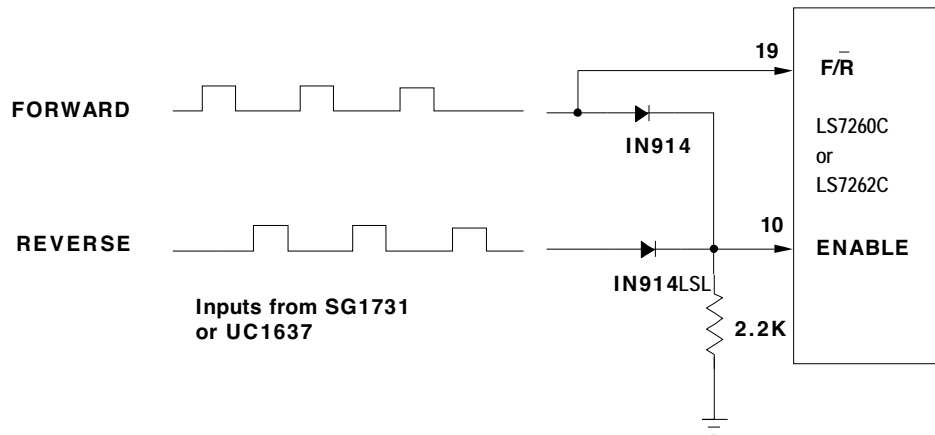 19
F/R̅
FORWARD
IN914
LS7260C
or
LS7262C
REVERSE
10
ENABLE
IN914LSL
Inputs from SG1731
or UC1637
2.2K